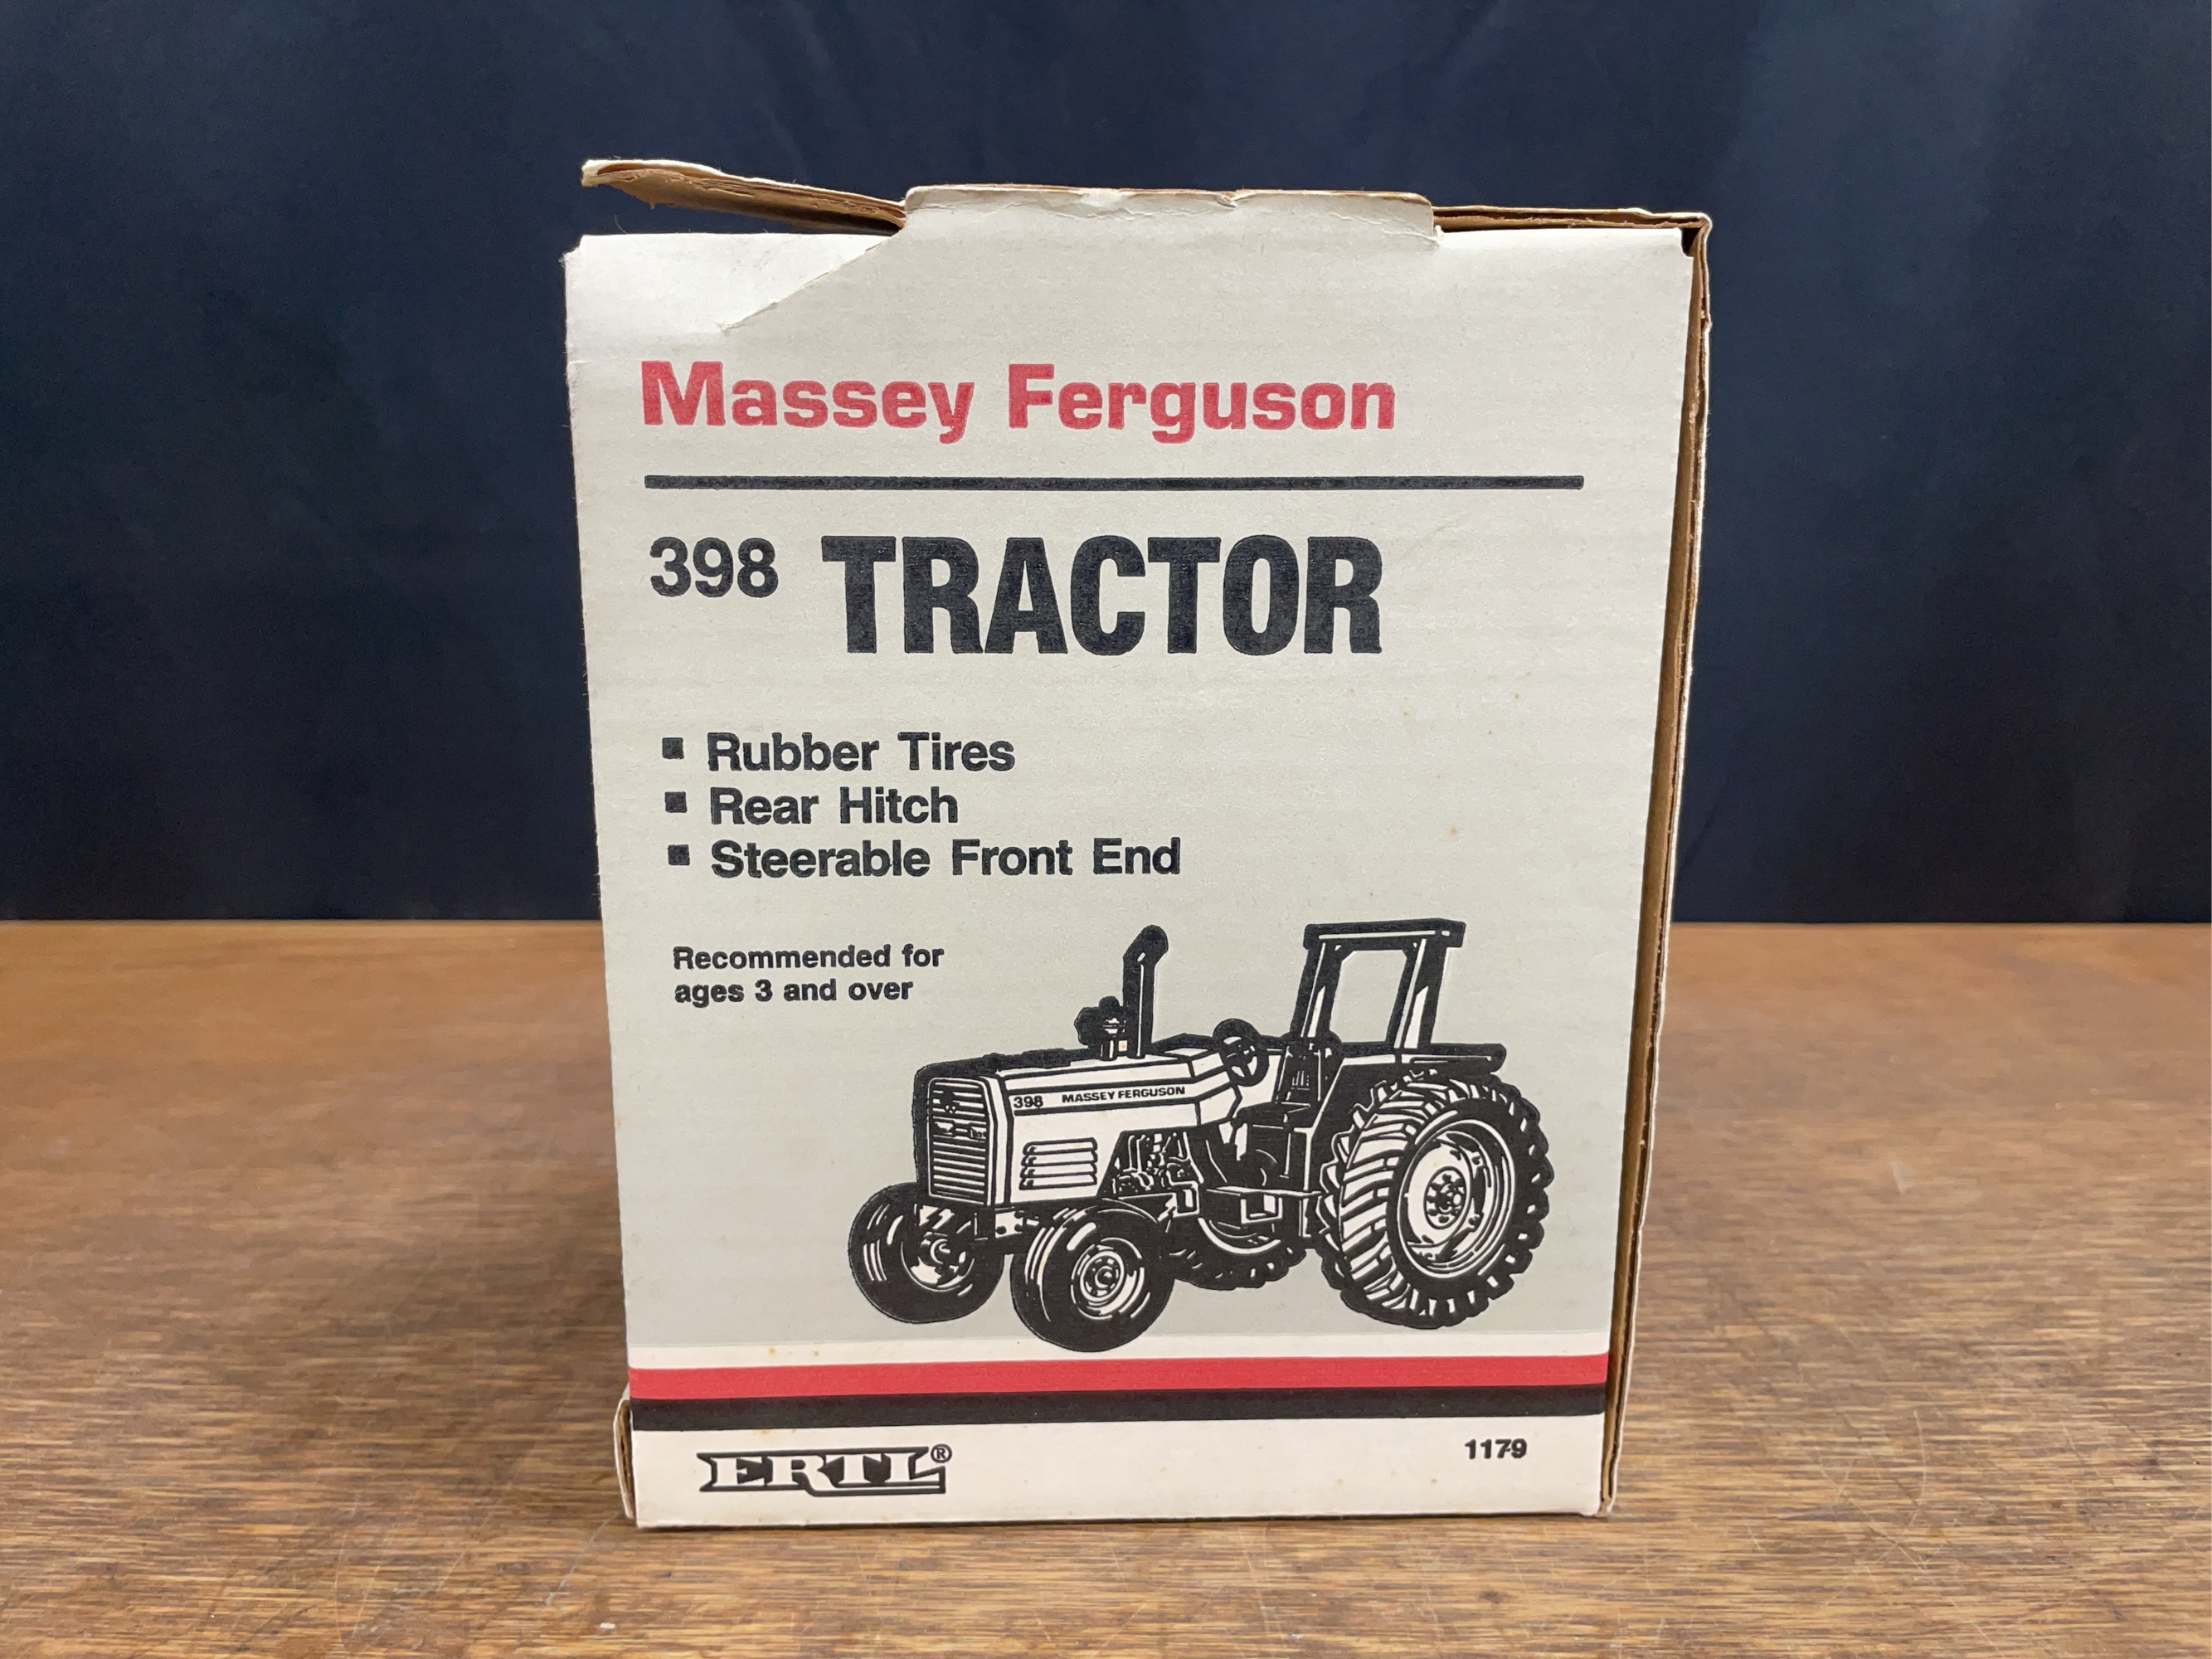 Massey Ferguson
398 TRACTOR
▪ Rubber Tires
▪ Rear Hitch
▪ Steerable Front End
Recommended for
ages 3 and over
398 MASSEY FERGUSON
ERTL®
1179